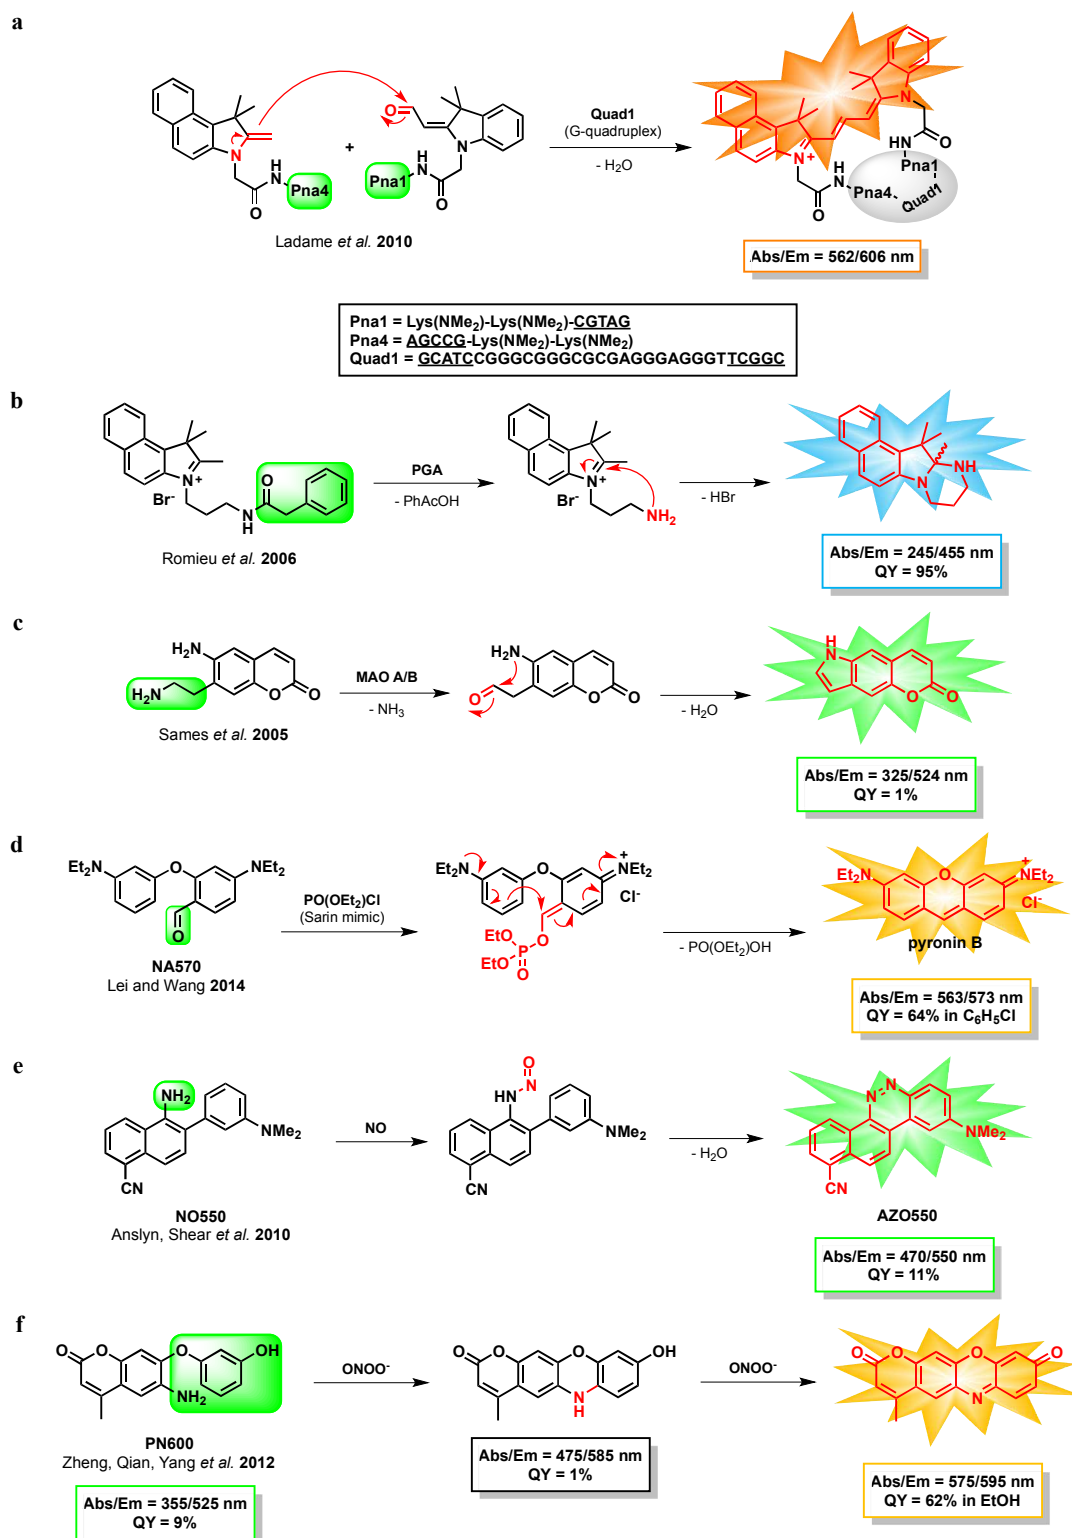 a
O
N
N
H
N
Pna4
O
+
O
N
H
N
Pna1
O
Quad1
(G-quadruplex)
- H2O
N
N+
O
HN
Pna1
H
N
Pna4
O
Quad1
Ladame et al. 2010
Abs/Em = 562/606 nm
Pna1 = Lys(NMe2)-Lys(NMe2)-CGTAG
Pna4 = AGCCG-Lys(NMe2)-Lys(NMe2)
Quad1 = GCATCCGGGCGGGCGCGAGGGAGGGTTCGGC
b
N+
Br-
O
N
H
PGA
- PhAcOH
N+
Br-
NH2
- HBr
NH
N
Romieu et al. 2006
Abs/Em = 245/455 nm
QY = 95%
c
H2N
H2N
O
O
MAO A/B
- NH3
H2N
O
O
O
- H2O
H
N
O
O
Sames et al. 2005
Abs/Em = 325/524 nm
QY = 1%
d
Et2N
O
NEt2
O
PO(OEt2)Cl
(Sarin mimic)
Et2N
O
+
NEt2
Cl-
EtO
O
P
EtO
O
- PO(OEt2)OH
Et2N
O
+
NEt2
Cl-
pyronin B
NA570
Lei and Wang 2014
Abs/Em = 563/573 nm
QY = 64% in C6H5Cl
e
NH2
NMe2
CN
NO
O
HN
N
NMe2
CN
- H2O
N
N
NMe2
CN
NO550
Anslyn, Shear et al. 2010
AZO550
Abs/Em = 470/550 nm
QY = 11%
f
O
O
O
OH
NH2
ONOO-
O
O
O
OH
N
H
ONOO-
O
O
O
O
N
PN600
Zheng, Qian, Yang et al. 2012
Abs/Em = 355/525 nm
QY = 9%
Abs/Em = 475/585 nm
QY = 1%
Abs/Em = 575/595 nm
QY = 62% in EtOH